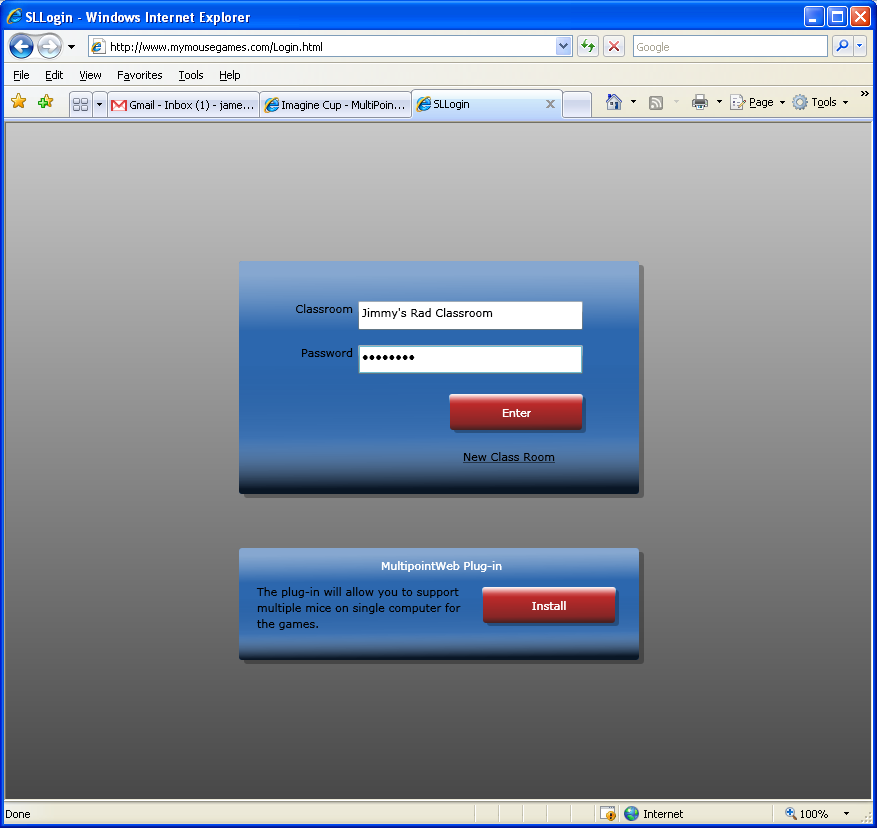 SLLogin - Windows Internet Explorer
http://www.mymousegames.com/Login.html
Google
File Edit View Favorites Tools Help
Gmail - Inbox (1) - jame... Imagine Cup - MultiPoin... SLLogin Page Tools »
Classroom Jimmy's Rad Classroom
Password ••••••••
Enter
New Class Room
MultipointWeb Plug-in
The plug-in will allow you to support
multiple mice on single computer for
the games.
Install
Done Internet 100%